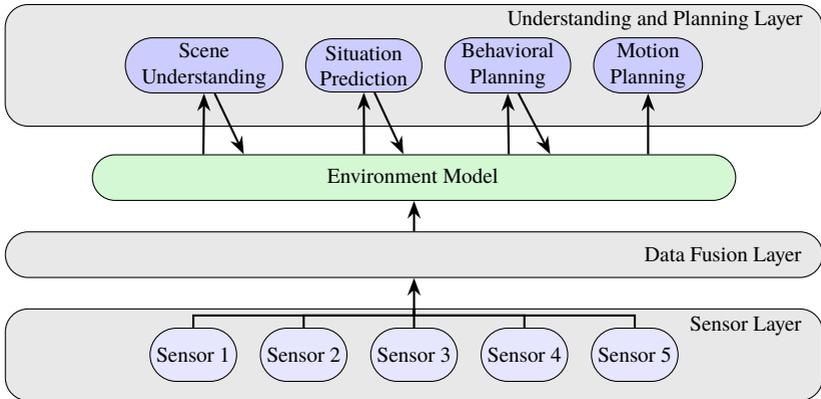 Understanding and Planning Layer
Scene
Understanding
Situation
Prediction
Behavioral
Planning
Motion
Planning
Environment Model
Data Fusion Layer
Sensor Layer
Sensor 1
Sensor 2
Sensor 3
Sensor 4
Sensor 5